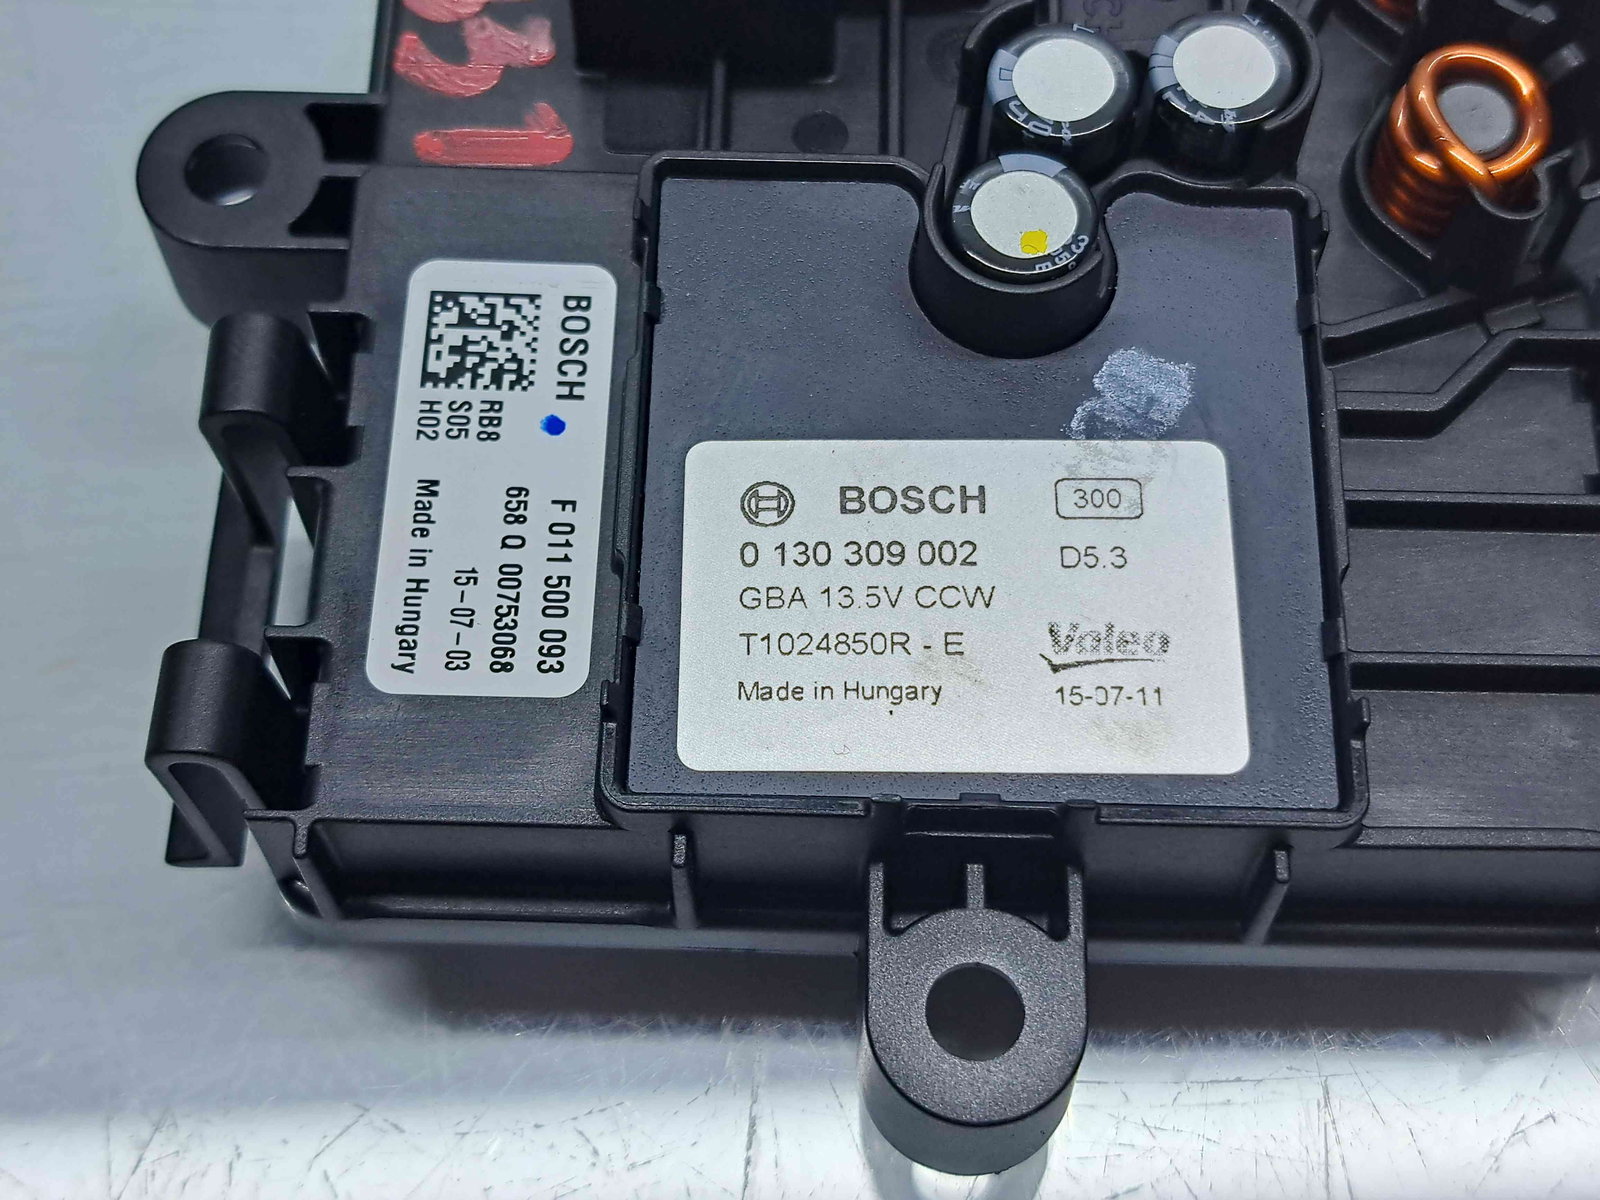 31
BOSCH
RB8
S05
H02
F 011 500 093
658 Q 00753068
15-07-03
Made in Hungary
BOSCH
300
0 130 309 002
D5.3
GBA 13.5V CCW
T1024850R - E
Valeo
Made in Hungary
15-07-11